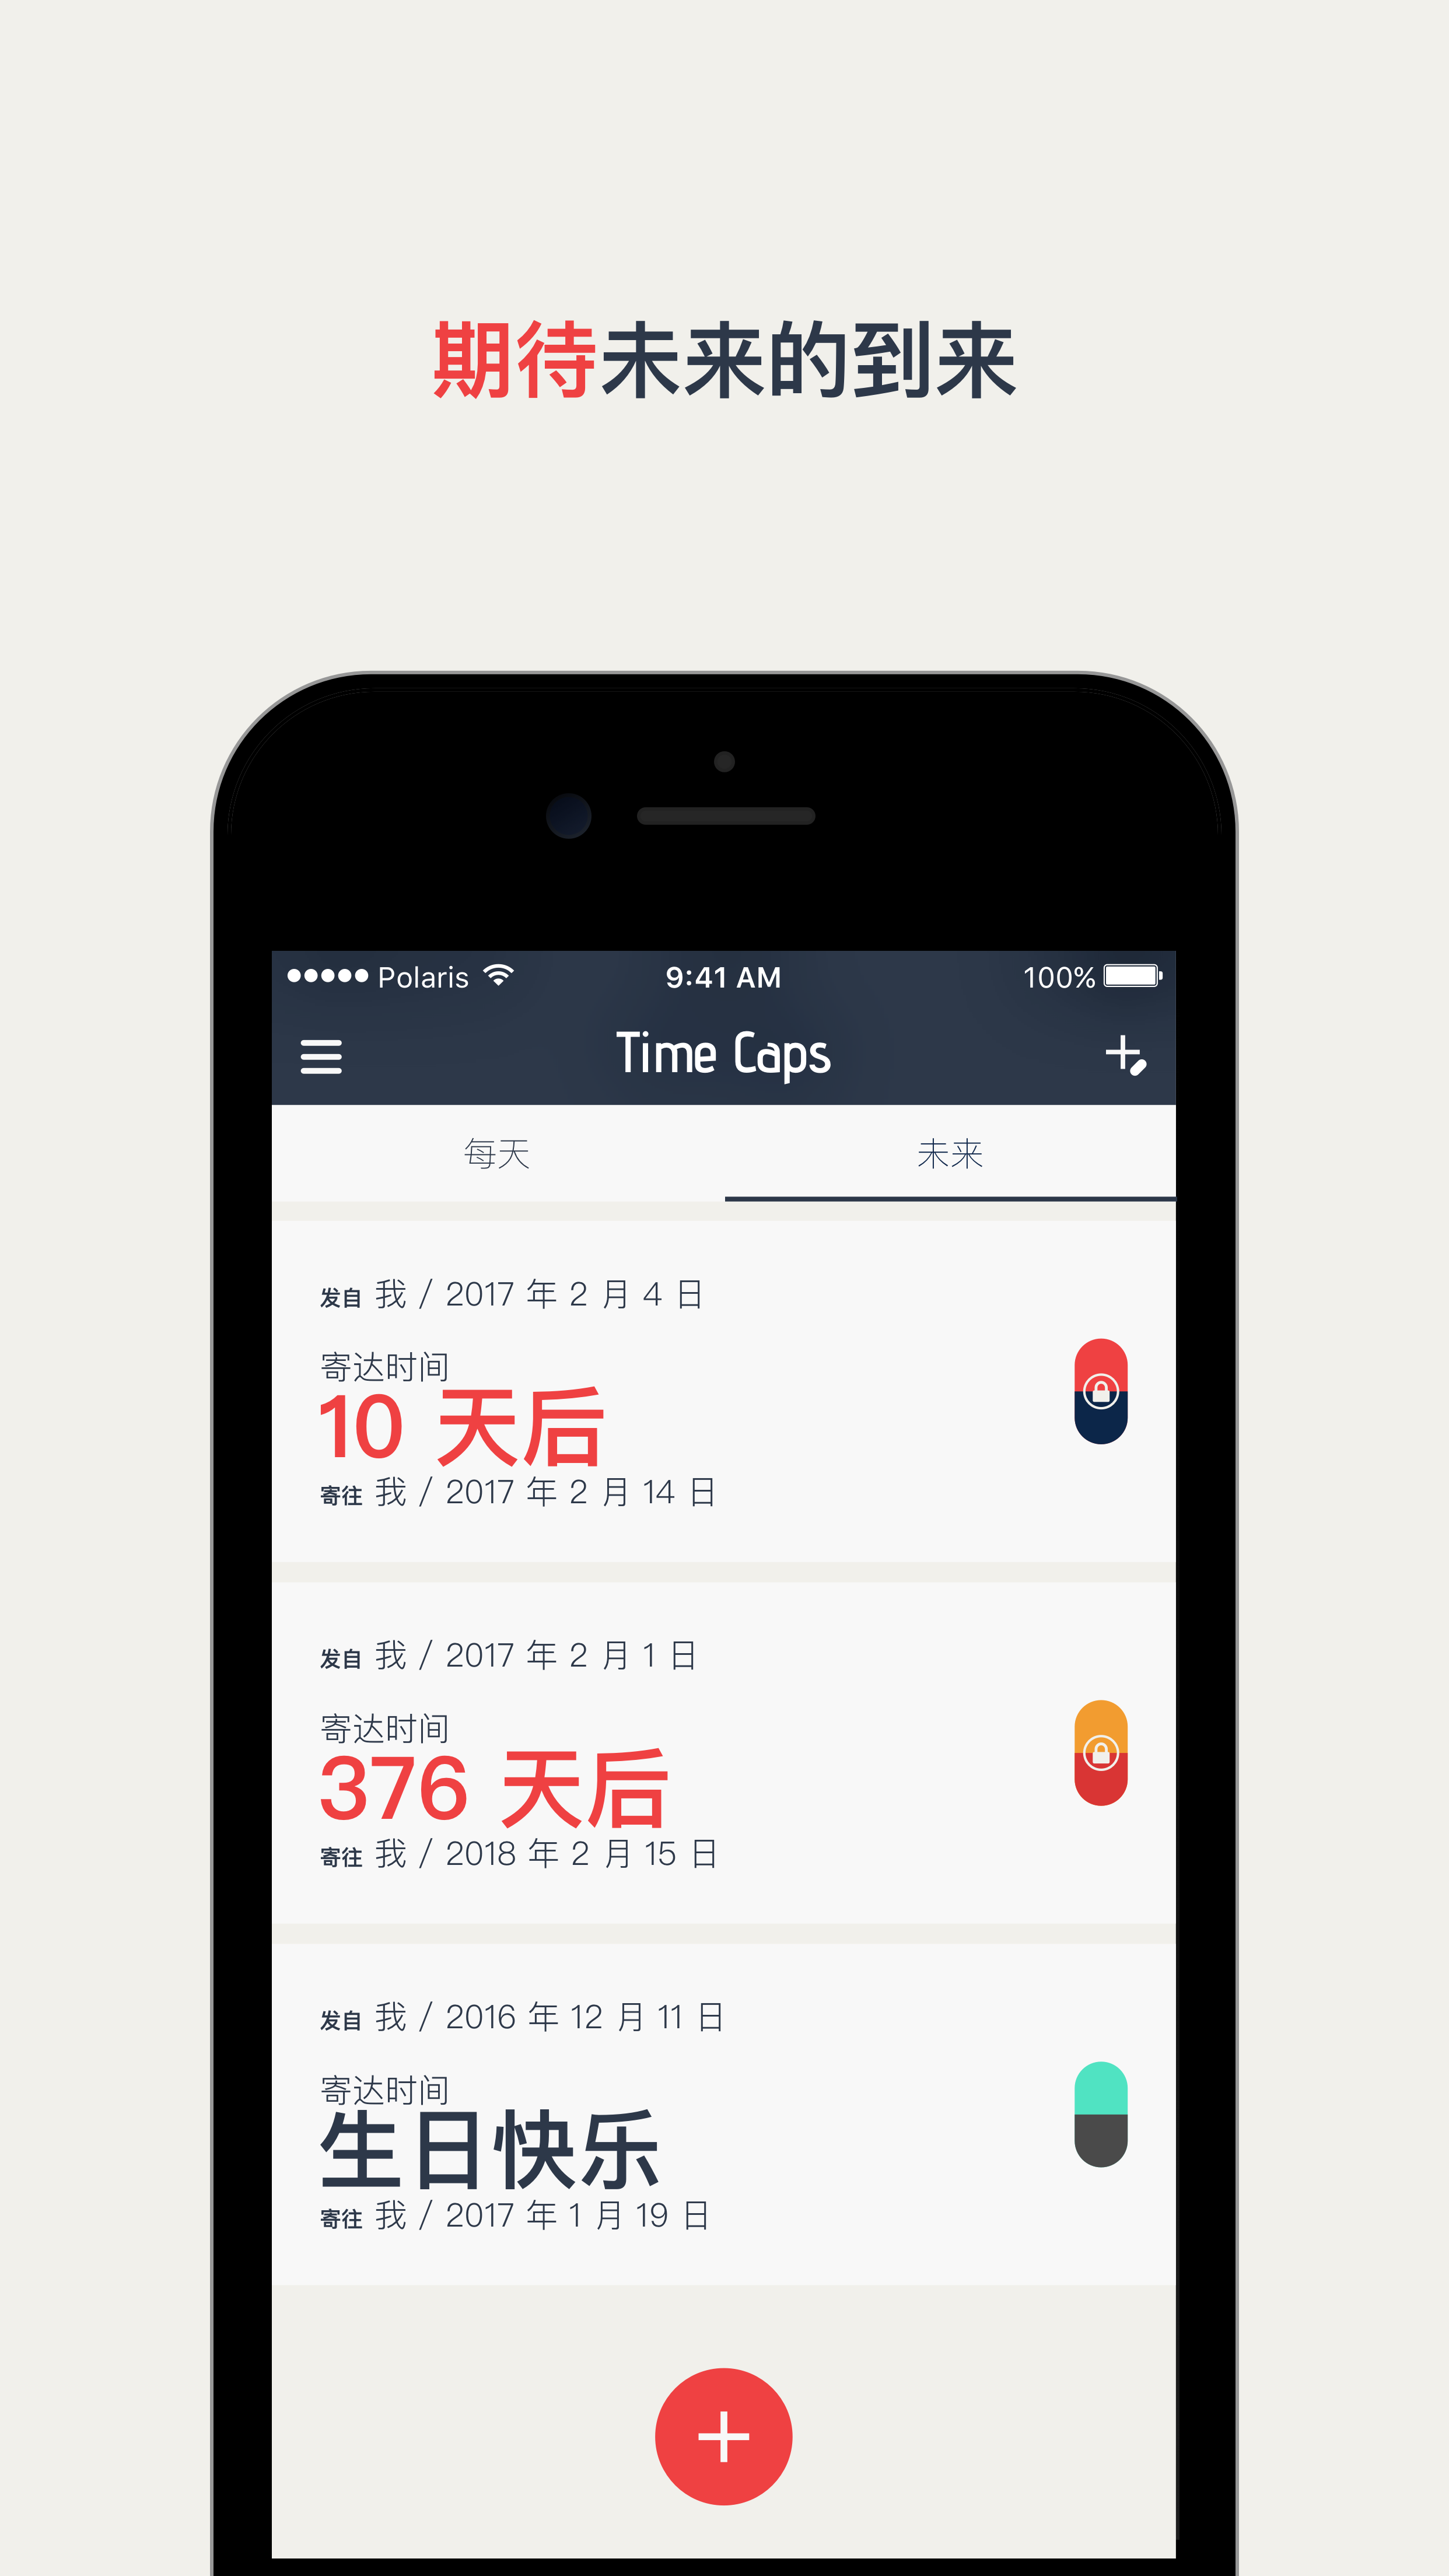 期待未来的到来
Polaris 9:41 AM 100%
Time Caps
每天 未来
发自 我 / 2017 年 2 月 4 日
寄达时间
10 天后
寄往 我 / 2017 年 2 月 14 日
发自 我 / 2017 年 2 月 1 日
寄达时间
376 天后
寄往 我 / 2018 年 2 月 15 日
发自 我 / 2016 年 12 月 11 日
寄达时间
生日快乐
寄往 我 / 2017 年 1 月 19 日